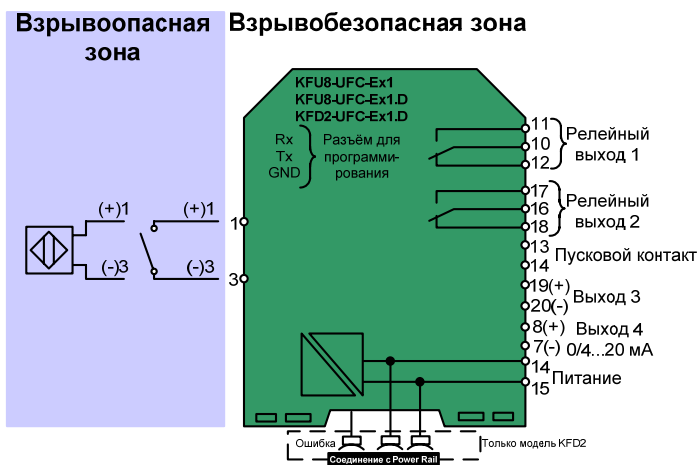 Взрывоопасная зона
Взрывобезопасная зона
KFU8-UFC-Ex1
KFU8-UFC-Ex1.D
KFD2-UFC-Ex1.D
Rx
Tx
GND
Разъём для
программи-
рования
11
10
12
Релейный
выход 1
17
16
18
Релейный
выход 2
(+)1
(+)1
1
(-)3
(-)3
3
13
14
Пусковой контакт
19(+)
20(-)
Выход 3
8(+)
7(-)
Выход 4
0/4...20 мА
14
15
Питание
Ошибка
Только модель KFD2
Соединение с Power Rail